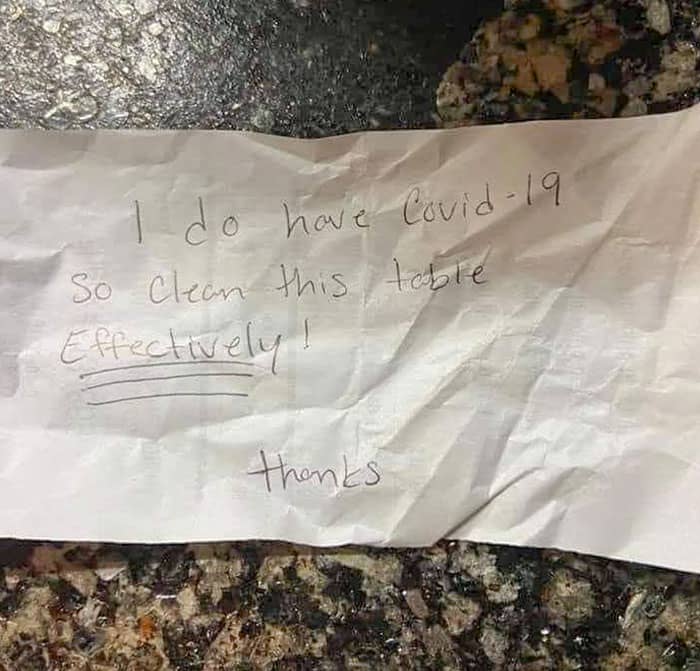 I do have Covid-19
So Clean this table
Effectively!
thanks